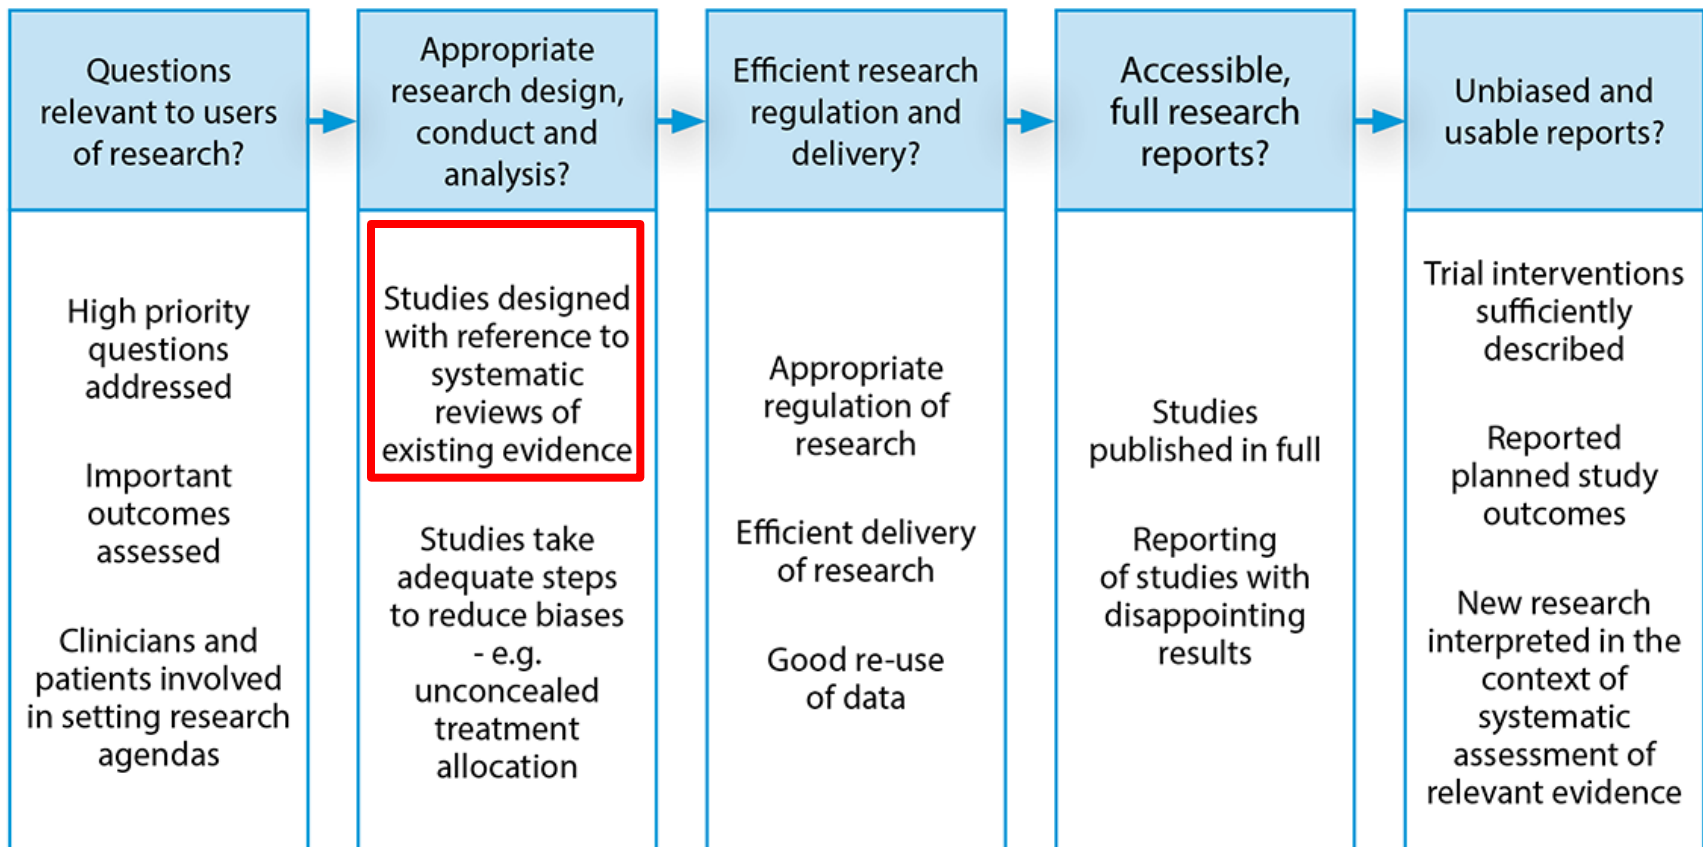 Questions
relevant to users
of research?
High priority
questions
addressed
Important
outcomes
assessed
Clinicians and
patients involved
in setting research
agendas
Appropriate
research design,
conduct and
analysis?
Studies designed
with reference to
systematic
reviews of
existing evidence
Studies take
adequate steps
to reduce biases
- e.g.
unconcealed
treatment
allocation
Efficient research
regulation and
delivery?
Appropriate
regulation of
research
Efficient delivery
of research
Good re-use
of data
Accessible,
full research
reports?
Studies
published in full
Reporting
of studies with
disappointing
results
Unbiased and
usable reports?
Trial interventions
sufficiently
described
Reported
planned study
outcomes
New research
interpreted in the
context of
systematic
assessment of
relevant evidence